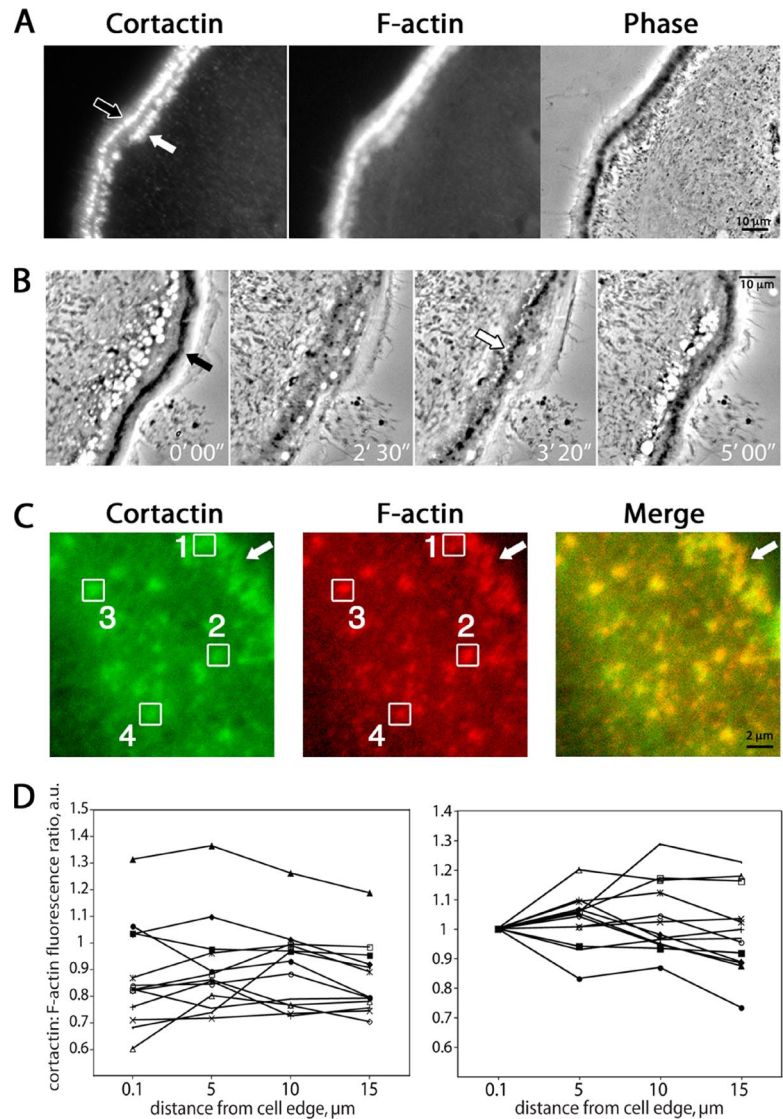 A
Cortactin F-actin Phase
10 µm
B
10 µm
0' 00" 2' 30" 3' 20" 5' 00"
C
Cortactin F-actin Merge
1 1
3 3
2 2
4 4
2 µm
D
cortactin: F-actin fluorescence ratio, a.u.
1.5
1.4
1.3
1.2
1.1
1
0.9
0.8
0.7
0.6
0.1 5 10 15
distance from cell edge, µm
1.4
1.3
1.2
1.1
1
0.9
0.8
0.7
0.6
0.1 5 10 15
distance from cell edge, µm